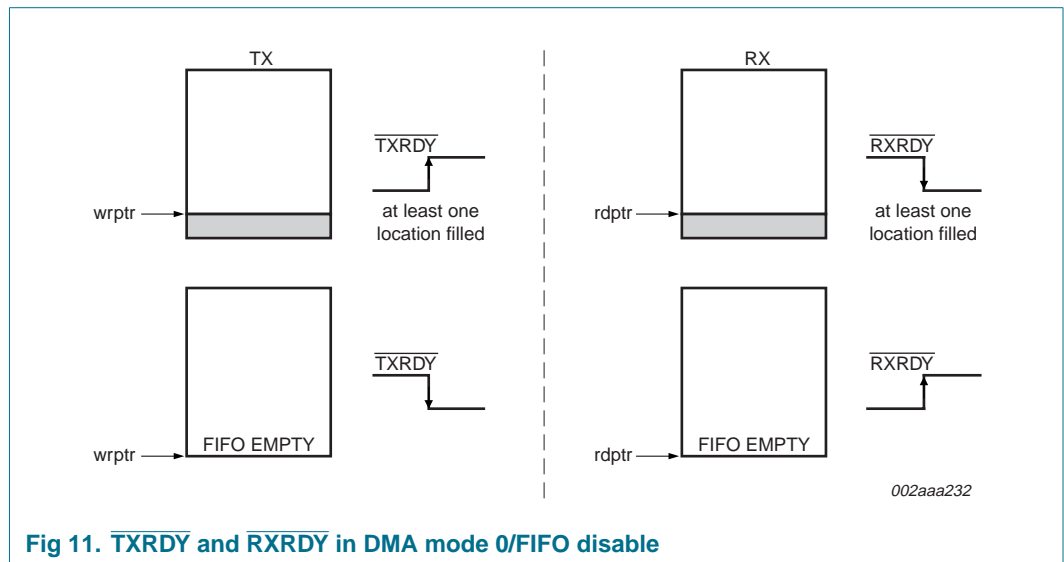 TX
TXRDY
wrptr
at least one
location filled
TXRDY
wrptr
FIFO EMPTY
RX
RXRDY
rdptr
at least one
location filled
RXRDY
rdptr
FIFO EMPTY
002aaa232
Fig 11. TXRDY and RXRDY in DMA mode 0/FIFO disable